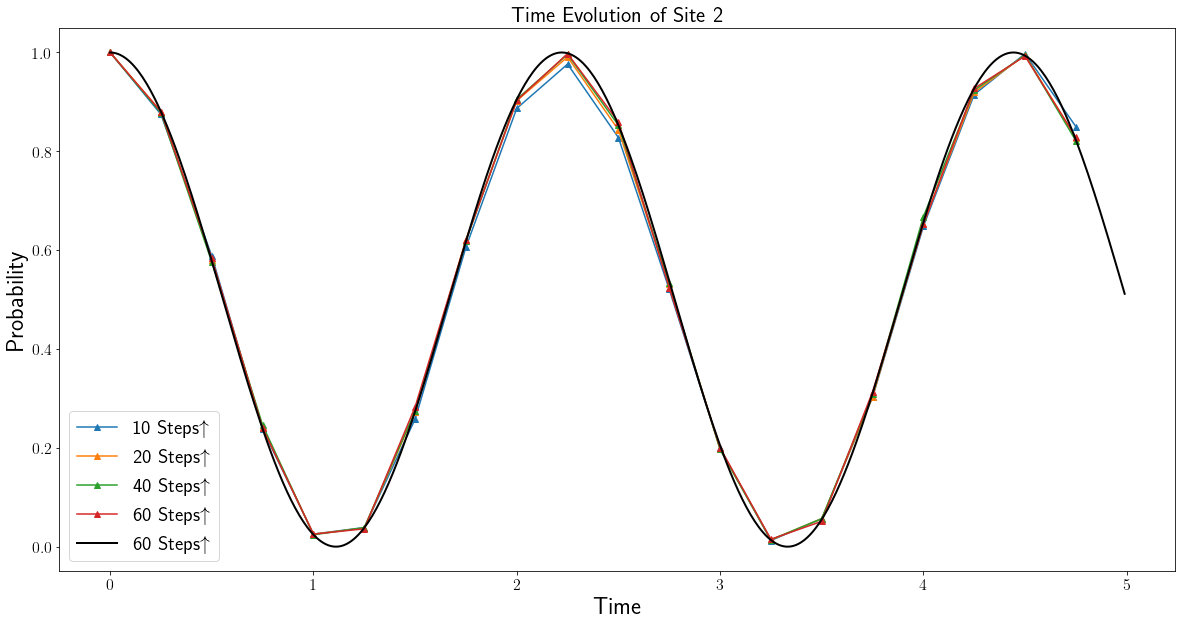 Time Evolution of Site 2
Probability
1.0
0.8
0.6
0.4
0.2
0.0
10 Steps↑
20 Steps↑
40 Steps↑
60 Steps↑
60 Steps↑
0 1 2 3 4 5
Time